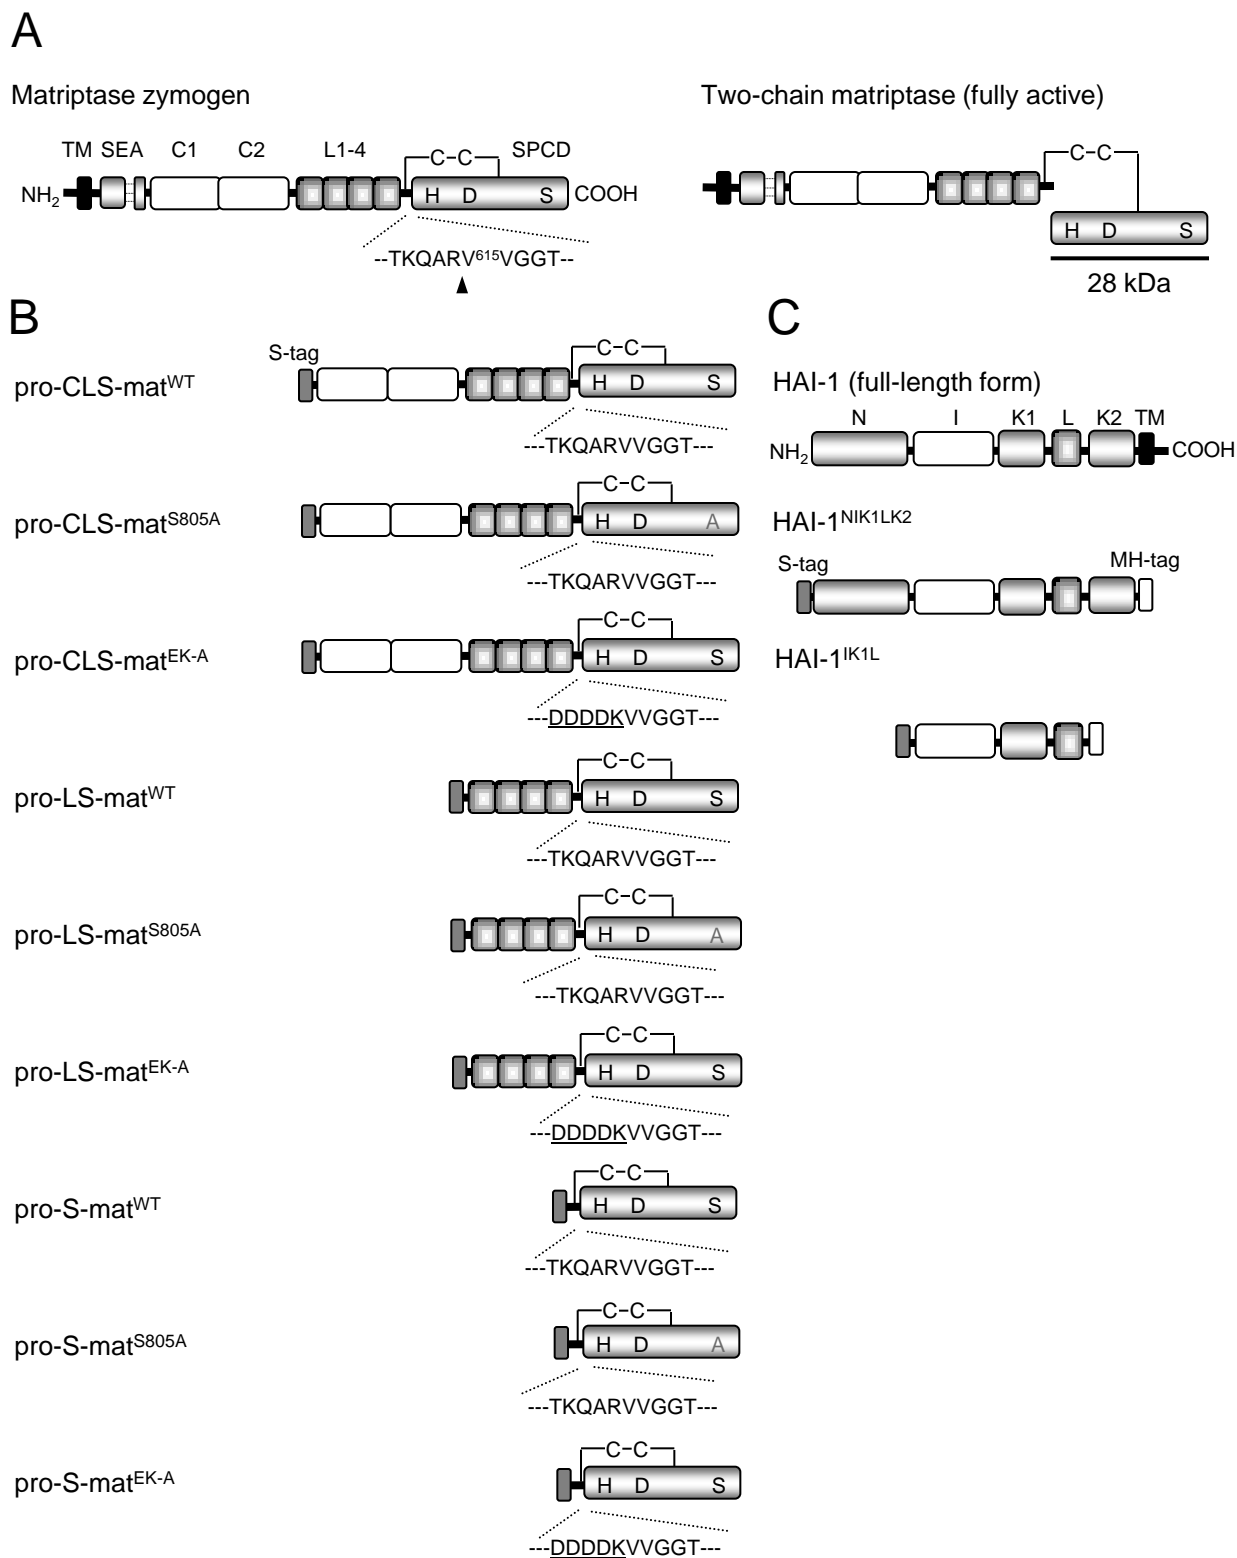 A
Matriptase zymogen
TM SEA C1 C2 L1-4 C-C SPCD
NH2 H D S COOH
--TKQARV615VGGT--
Two-chain matriptase (fully active)
C-C
H D S
28 kDa
B
S-tag
pro-CLS-matWT
C-C
H D S
---TKQARVVGGT---
pro-CLS-matS805A
C-C
H D A
---TKQARVVGGT---
pro-CLS-matEK-A
C-C
H D S
---DDDDKVVGGT---
pro-LS-matWT
C-C
H D S
---TKQARVVGGT---
pro-LS-matS805A
C-C
H D A
---TKQARVVGGT---
pro-LS-matEK-A
C-C
H D S
---DDDDKVVGGT---
pro-S-matWT
C-C
H D S
---TKQARVVGGT---
pro-S-matS805A
C-C
H D A
---TKQARVVGGT---
pro-S-matEK-A
C-C
H D S
---DDDDKVVGGT---
C
HAI-1 (full-length form)
N I K1 L K2 TM
NH2 COOH
HAI-1NIK1LK2
S-tag MH-tag
HAI-1IK1L